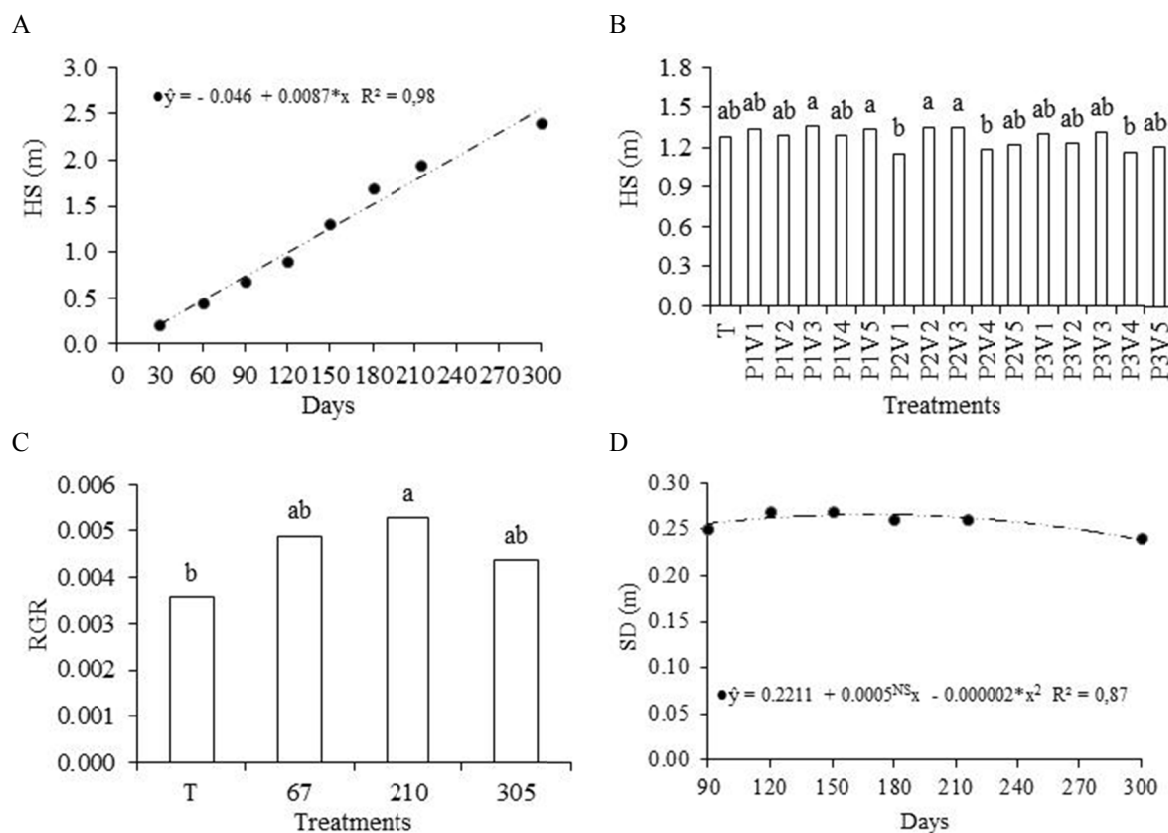 A
3.0
2.5
2.0
1.5
1.0
0.5
0.0
HS (m)
ŷ = - 0.046 + 0.0087*x R² = 0,98
0 30 60 90 120 150 180 210 240 270 300
Days
B
1.8
1.5
1.2
0.9
0.6
0.3
0.0
HS (m)
ab ab ab a ab a b a a b ab ab ab ab b ab
T P1V1 P1V2 P1V3 P1V4 P1V5 P2V1 P2V2 P2V3 P2V4 P2V5 P3V1 P3V2 P3V3 P3V4 P3V5
Treatments
C
0.006
0.005
0.004
0.003
0.002
0.001
0.000
RGR
b ab a ab
T 67 210 305
Treatments
D
0.30
0.25
0.20
0.15
0.10
0.05
0.00
SD (m)
ŷ = 0.2211 + 0.0005ᴺˢx - 0.000002*x² R² = 0,87
90 120 150 180 210 240 270 300
Days